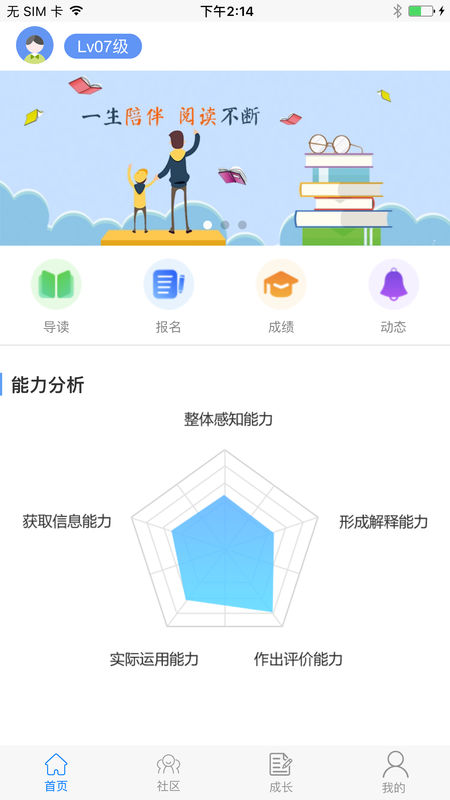 无 SIM 卡 下午2:14
Lv07级
一生陪伴 阅读不断
导读 报名 成绩 动态
能力分析
整体感知能力
获取信息能力 形成解释能力
实际运用能力 作出评价能力
首页 社区 成长 我的